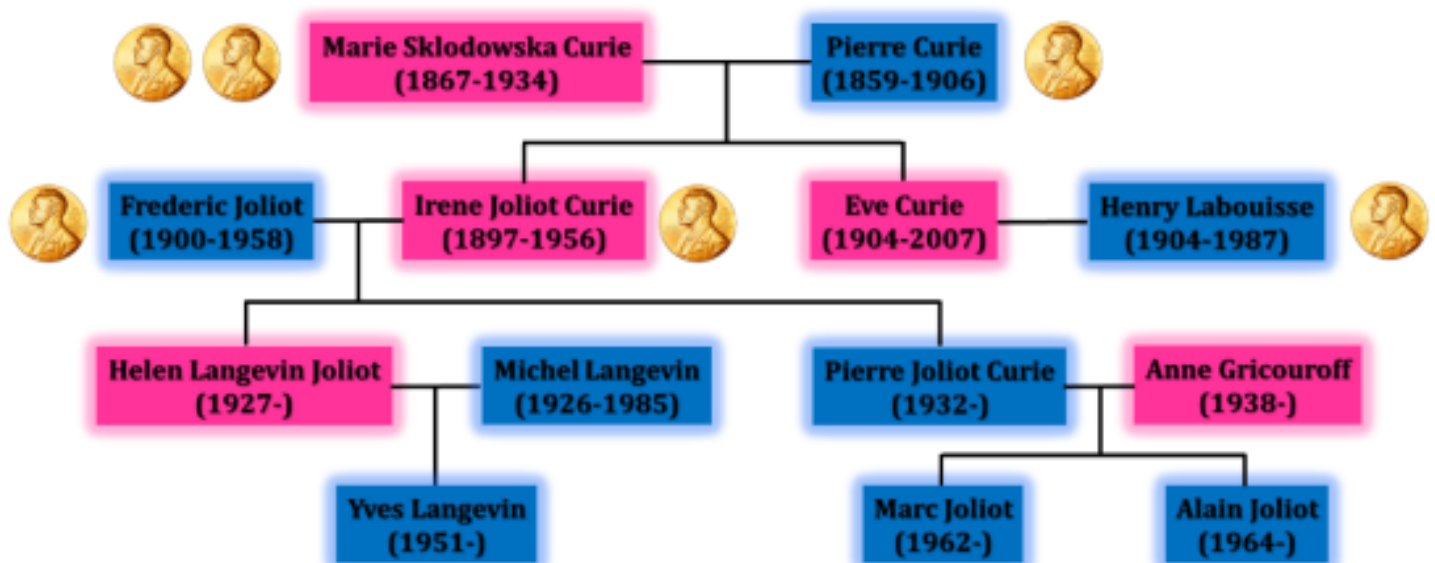 Marie Sklodowska Curie
(1867-1934)
Pierre Curie
(1859-1906)
Frederic Joliot
(1900-1958)
Irene Joliot Curie
(1897-1956)
Eve Curie
(1904-2007)
Henry Labouisse
(1904-1987)
Helen Langevin Joliot
(1927-)
Michel Langevin
(1926-1985)
Pierre Joliot Curie
(1932-)
Anne Gricouroff
(1938-)
Yves Langevin
(1951-)
Marc Joliot
(1962-)
Alain Joliot
(1964-)